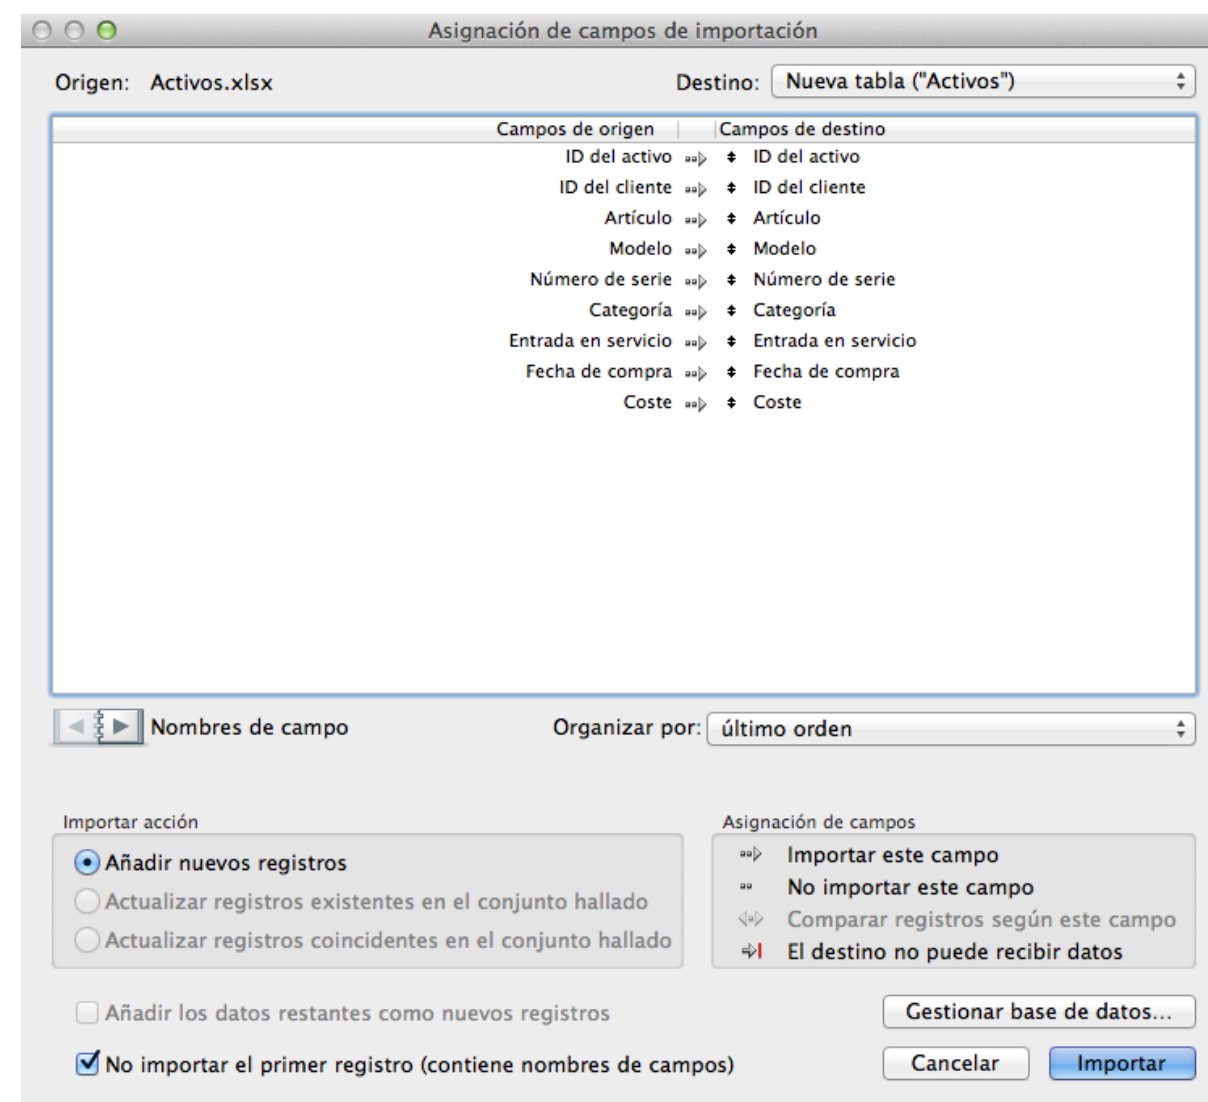 Asignación de campos de importación
Origen: Activos.xlsx Destino: Nueva tabla ("Activos")
Campos de origen Campos de destino
ID del activo ID del activo
ID del cliente ID del cliente
Artículo Artículo
Modelo Modelo
Número de serie Número de serie
Categoría Categoría
Entrada en servicio Entrada en servicio
Fecha de compra Fecha de compra
Coste Coste
Nombres de campo Organizar por: último orden
Importar acción
Añadir nuevos registros
Actualizar registros existentes en el conjunto hallado
Actualizar registros coincidentes en el conjunto hallado
Asignación de campos
Importar este campo
No importar este campo
Comparar registros según este campo
El destino no puede recibir datos
Añadir los datos restantes como nuevos registros
Gestionar base de datos...
No importar el primer registro (contiene nombres de campos)
Cancelar Importar